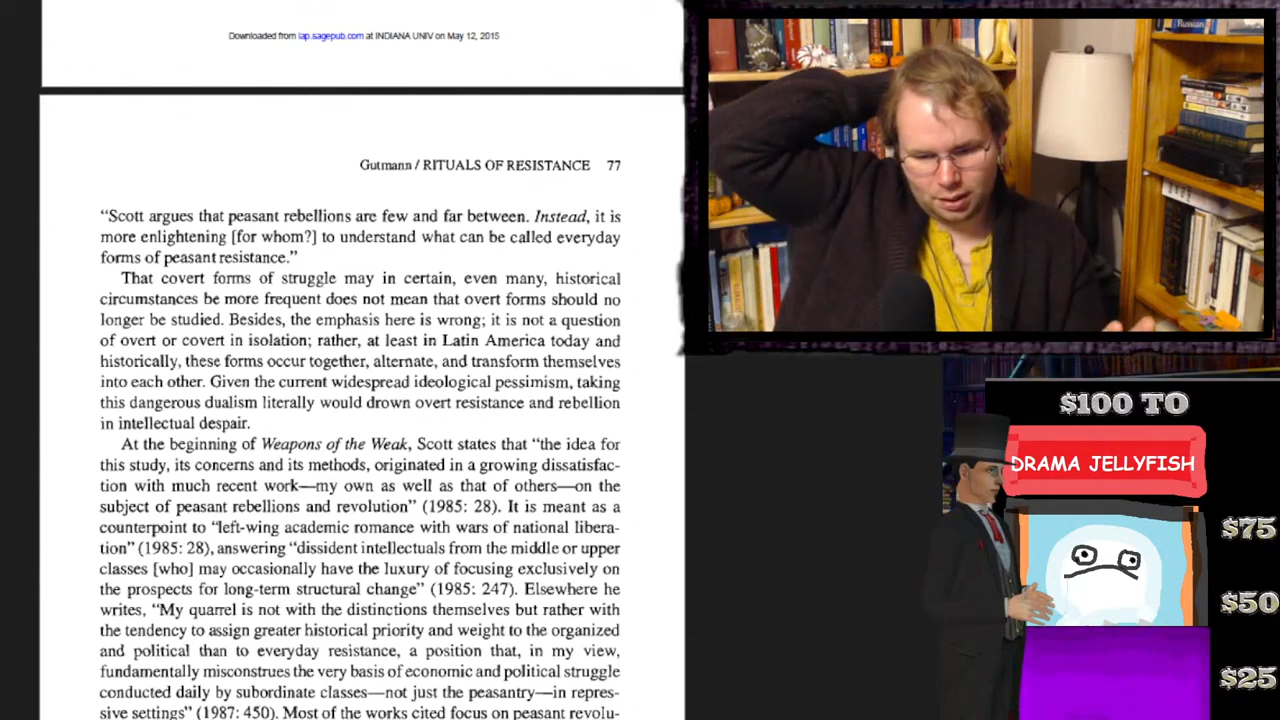 Downloaded from lap.sagepub.com at INDIANA UNIV on May 12, 2015
Gutmann / RITUALS OF RESISTANCE 77
“Scott argues that peasant rebellions are few and far between. Instead, it is
more enlightening [for whom?] to understand what can be called everyday
forms of peasant resistance.”
That covert forms of struggle may in certain, even many, historical
circumstances be more frequent does not mean that overt forms should no
longer be studied. Besides, the emphasis here is wrong; it is not a question
of overt or covert in isolation; rather, at least in Latin America today and
historically, these forms occur together, alternate, and transform themselves
into each other. Given the current widespread ideological pessimism, taking
this dangerous dualism literally would drown overt resistance and rebellion
in intellectual despair.
At the beginning of Weapons of the Weak, Scott states that “the idea for
this study, its concerns and its methods, originated in a growing dissatisfac-
tion with much recent work—my own as well as that of others—on the
subject of peasant rebellions and revolution” (1985: 28). It is meant as a
counterpoint to “left-wing academic romance with wars of national libera-
tion” (1985: 28), answering “dissident intellectuals from the middle or upper
classes [who] may occasionally have the luxury of focusing exclusively on
the prospects for long-term structural change” (1985: 247). Elsewhere he
writes, “My quarrel is not with the distinctions themselves but rather with
the tendency to assign greater historical priority and weight to the organized
and political than to everyday resistance, a position that, in my view,
fundamentally misconstrues the very basis of economic and political struggle
conducted daily by subordinate classes—not just the peasantry—in repres-
sive settings” (1987: 450). Most of the works cited focus on peasant revolu-
Russian
$100 TO
DRAMA JELLYFISH
$75
$50
$25